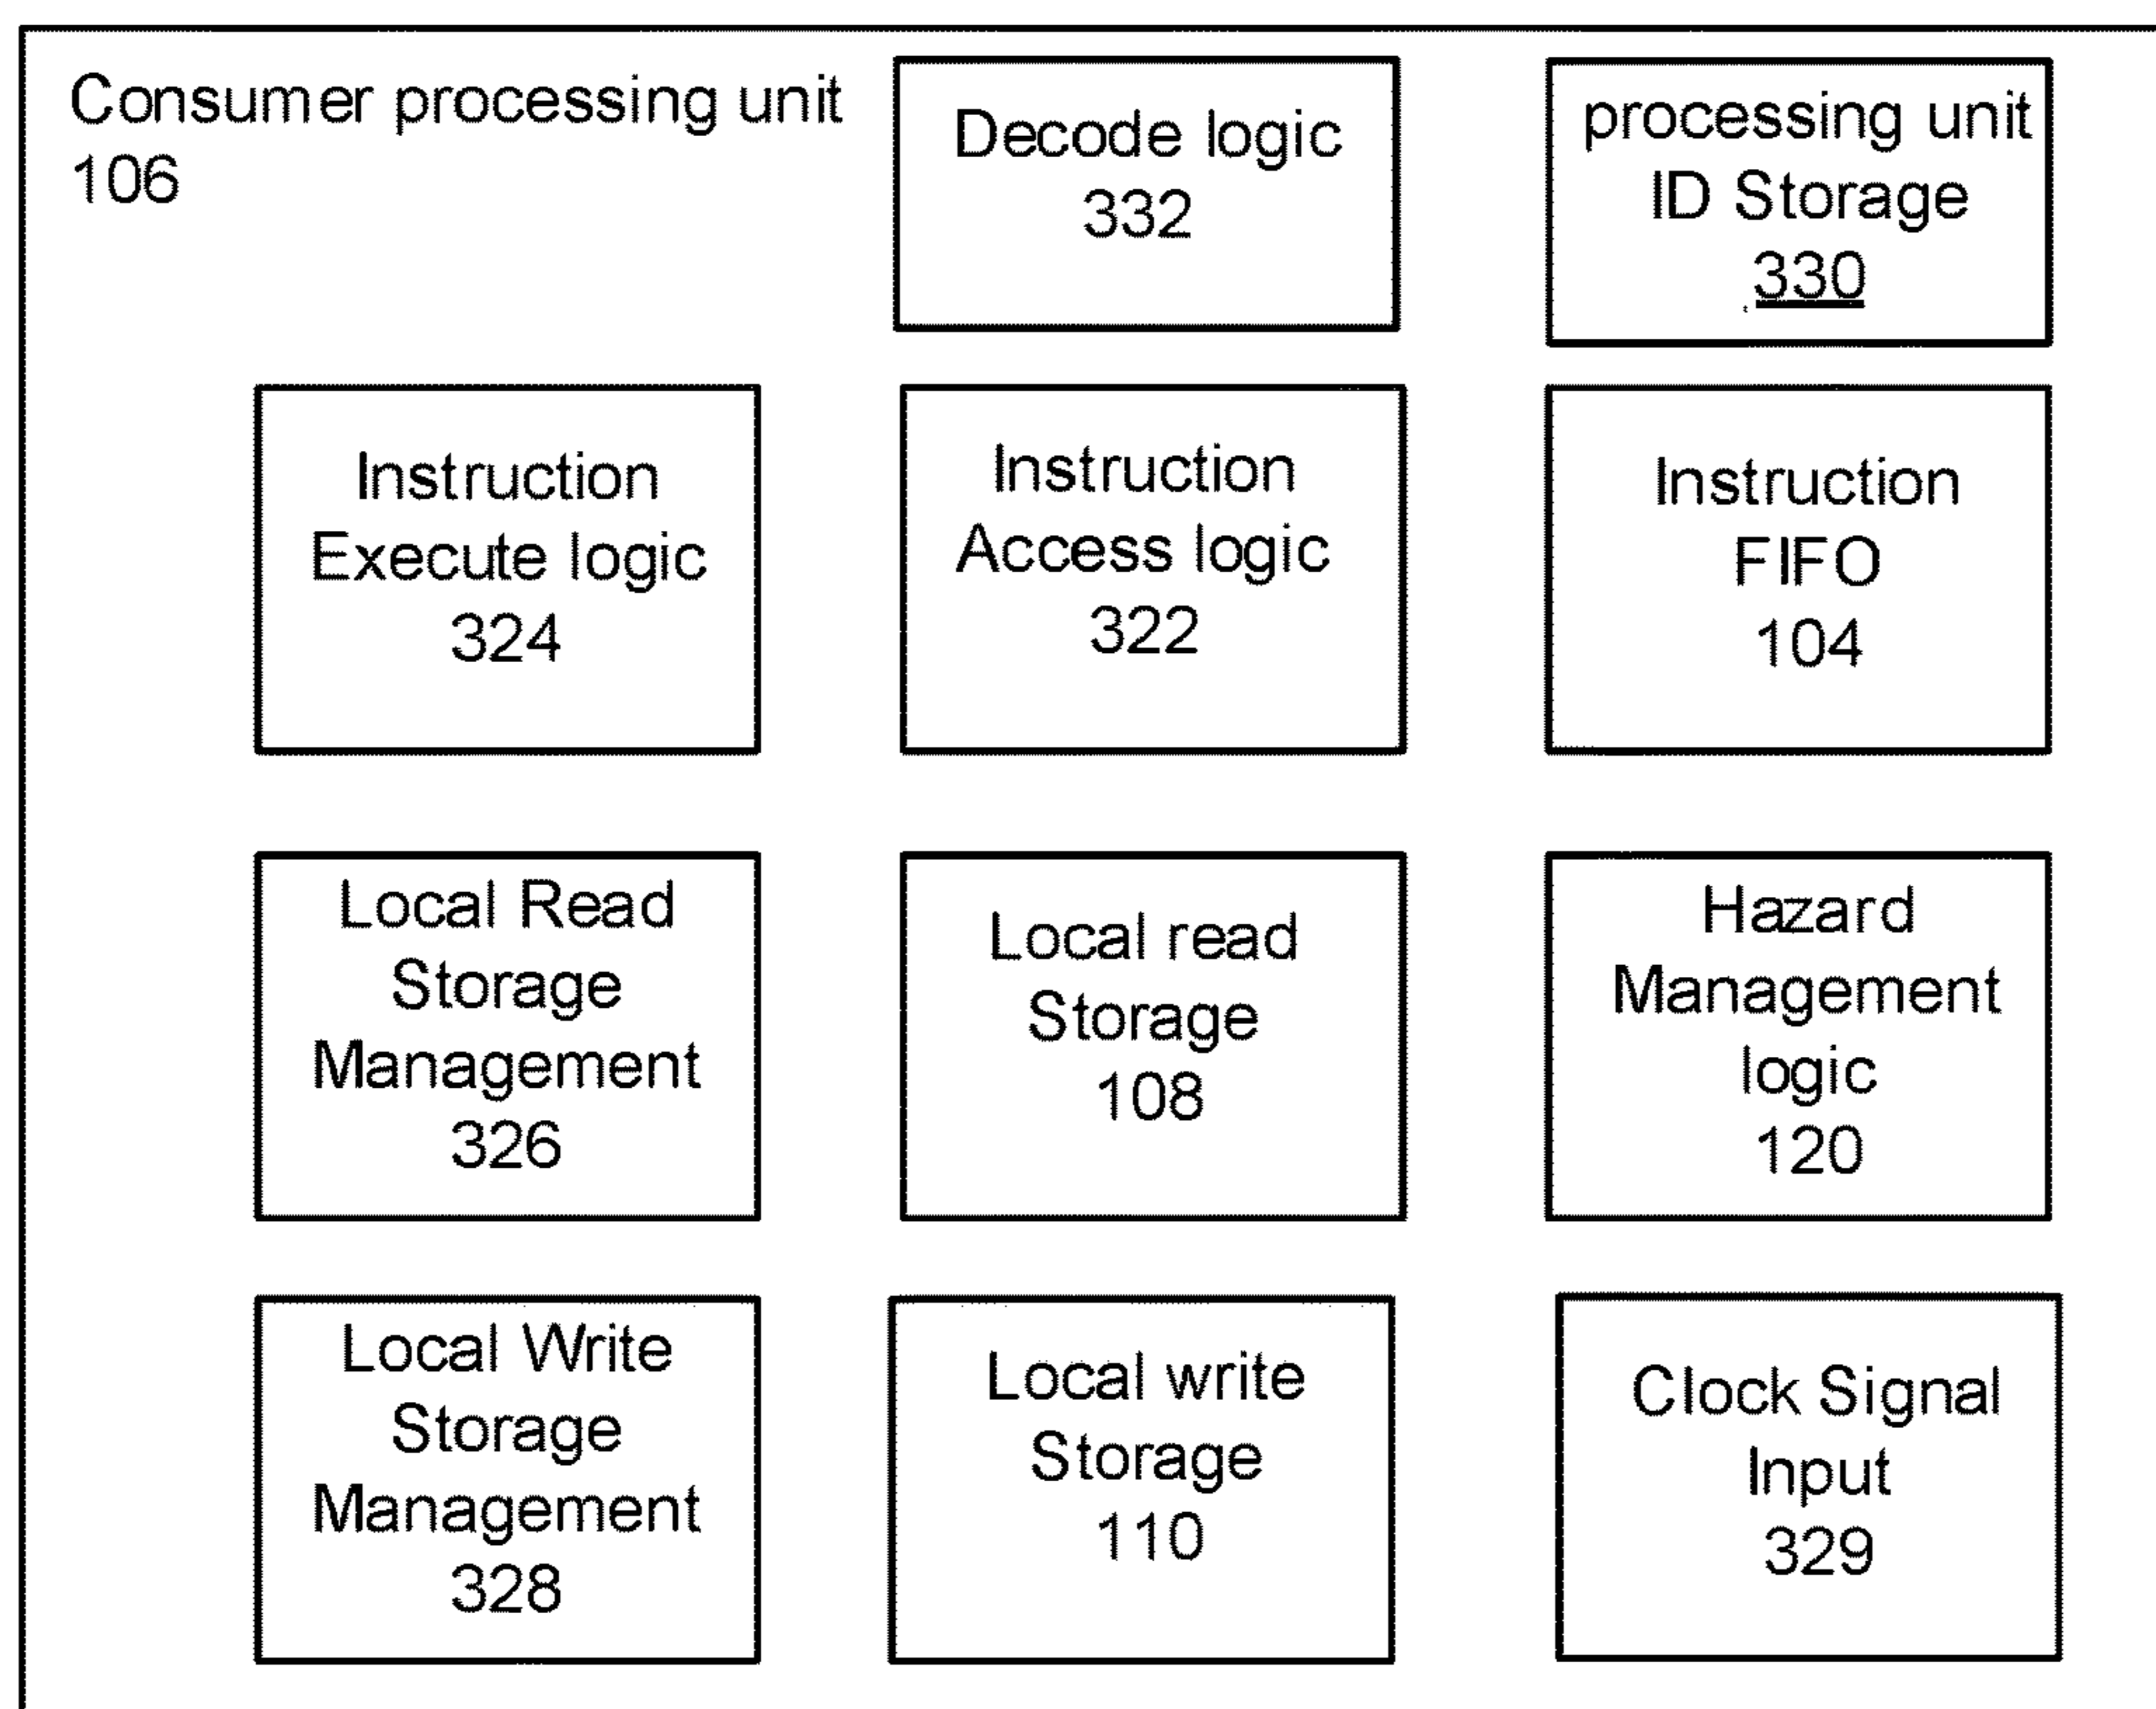 Consumer processing unit
106
Decode logic
332
processing unit
ID Storage
330
Instruction
Execute logic
324
Instruction
Access logic
322
Instruction
FIFO
104
Local Read
Storage
Management
326
Local read
Storage
108
Hazard
Management
logic
120
Local Write
Storage
Management
328
Local write
Storage
110
Clock Signal
Input
329